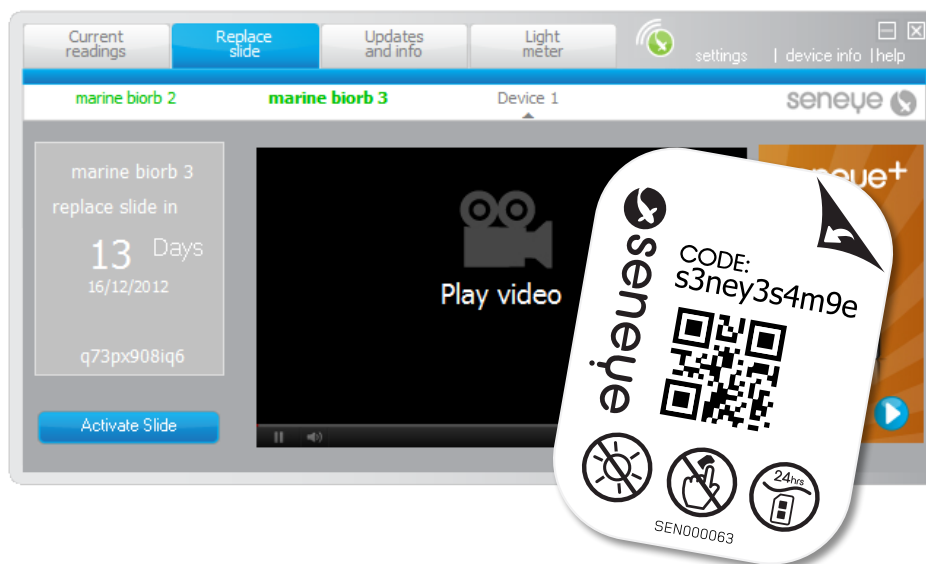 Current
readings
Replace
slide
Updates
and info
Light
meter
settings | device info | help
marine biorb 2
marine biorb 3
Device 1
seneye
marine biorb 3
replace slide in
13 Days
16/12/2012
q73px908iq6
Activate Slide
Play video
seneye
CODE:
s3ney3s4m9e
24hrs
SEN000063